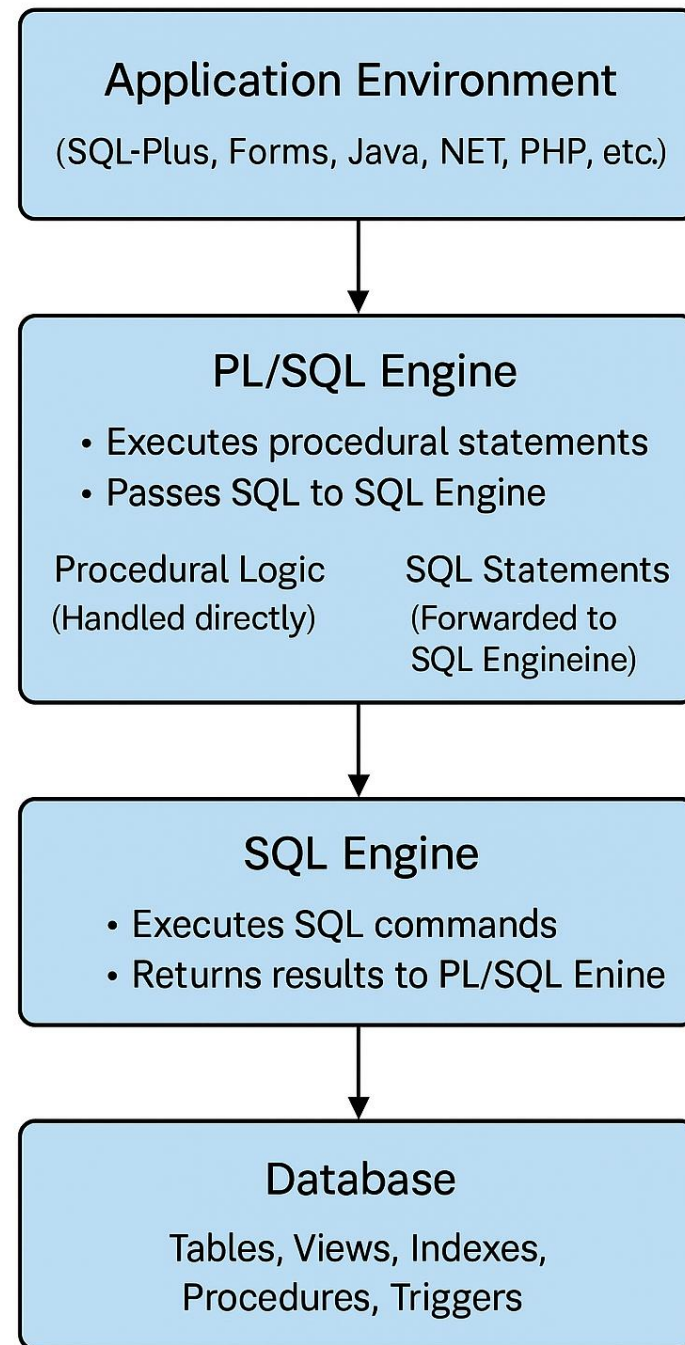 Application Environment
(SQL-Plus, Forms, Java, NET, PHP, etc.)
PL/SQL Engine
• Executes procedural statements
• Passes SQL to SQL Engine
Procedural Logic
(Handled directly)
SQL Statements
(Forwarded to
SQL Engineine)
SQL Engine
• Executes SQL commands
• Returns results to PL/SQL Enine
Database
Tables, Views, Indexes,
Procedures, Triggers